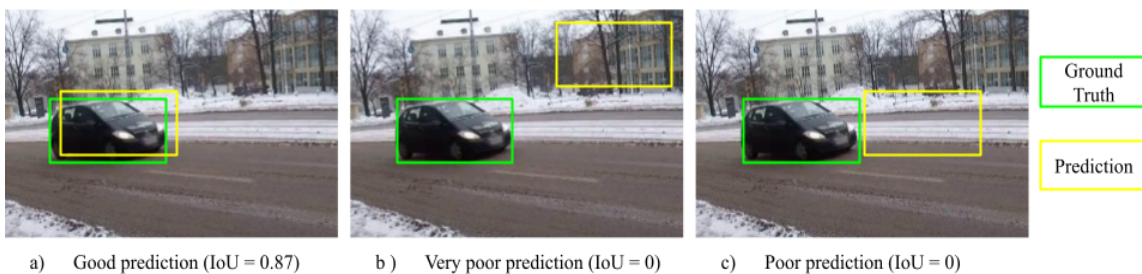 Ground
Truth
Prediction
a) Good prediction (IoU = 0.87)
b ) Very poor prediction (IoU = 0)
c) Poor prediction (IoU = 0)